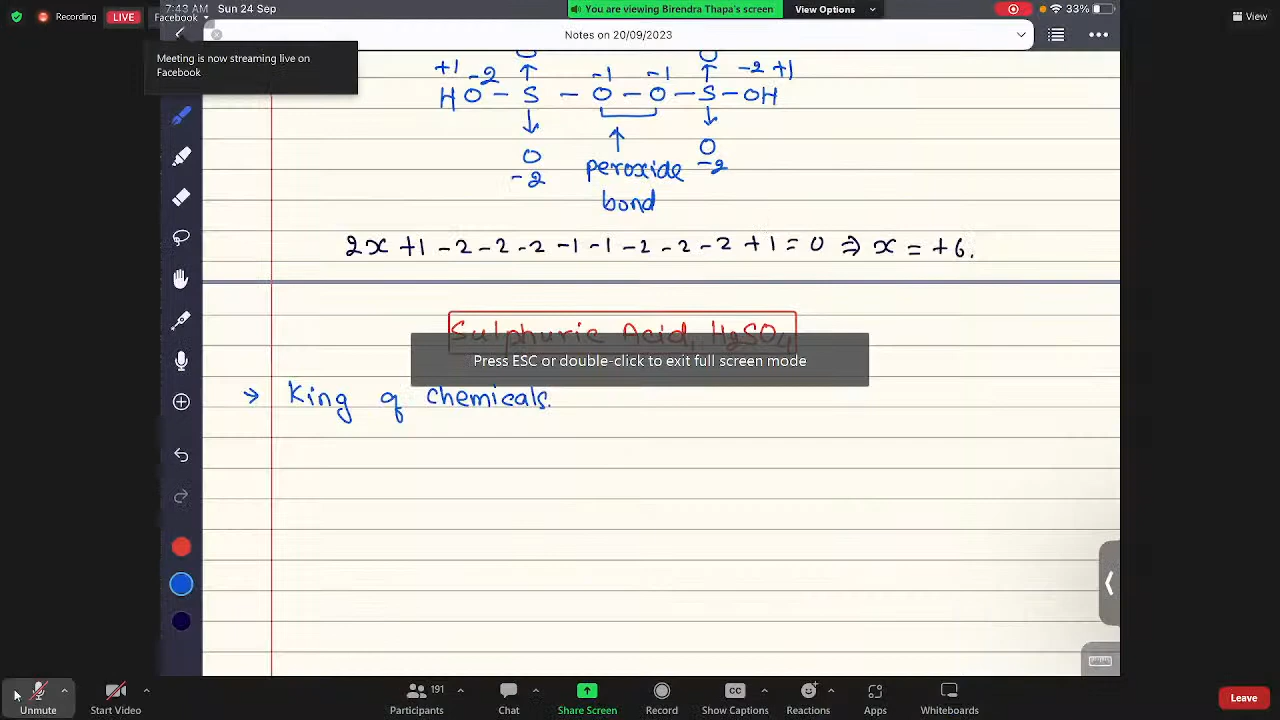 7:43 AM Sun 24 Sep
You are viewing Birendra Thapa's screen
View Options
33%
Recording
LIVE
Facebook
View
Meeting is now streaming live on
Facebook
Notes on 20/09/2023
+1 -2 -1 -1 -2 +1
HO - S - O - O - S - OH
O O
-2 peroxide -2
bond
2x +1 -2 -2 -2 -1 -1 -2 -2 -2 +1 = 0 ⇒ x = +6.
Sulphuric Acid, H2SO4
Press ESC or double-click to exit full screen mode
→ King of chemicals.
Unmute
Start Video
191
Participants
Chat
Share Screen
Record
CC
Show Captions
Reactions
Apps
Whiteboards
Leave